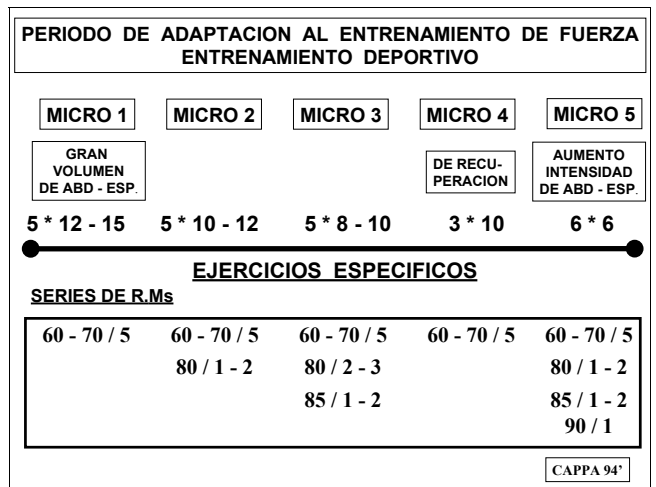 PERIODO DE ADAPTACION AL ENTRENAMIENTO DE FUERZA
ENTRENAMIENTO DEPORTIVO
MICRO 1 MICRO 2 MICRO 3 MICRO 4 MICRO 5
GRAN
VOLUMEN
DE ABD - ESP.
DE RECU-
PERACION
AUMENTO
INTENSIDAD
DE ABD - ESP.
5 * 12 - 15 5 * 10 - 12 5 * 8 - 10 3 * 10 6 * 6
EJERCICIOS ESPECIFICOS
SERIES DE R.Ms
60 - 70 / 5 60 - 70 / 5 60 - 70 / 5 60 - 70 / 5 60 - 70 / 5
80 / 1 - 2 80 / 2 - 3 80 / 1 - 2
85 / 1 - 2 85 / 1 - 2
90 / 1
CAPPA 94’